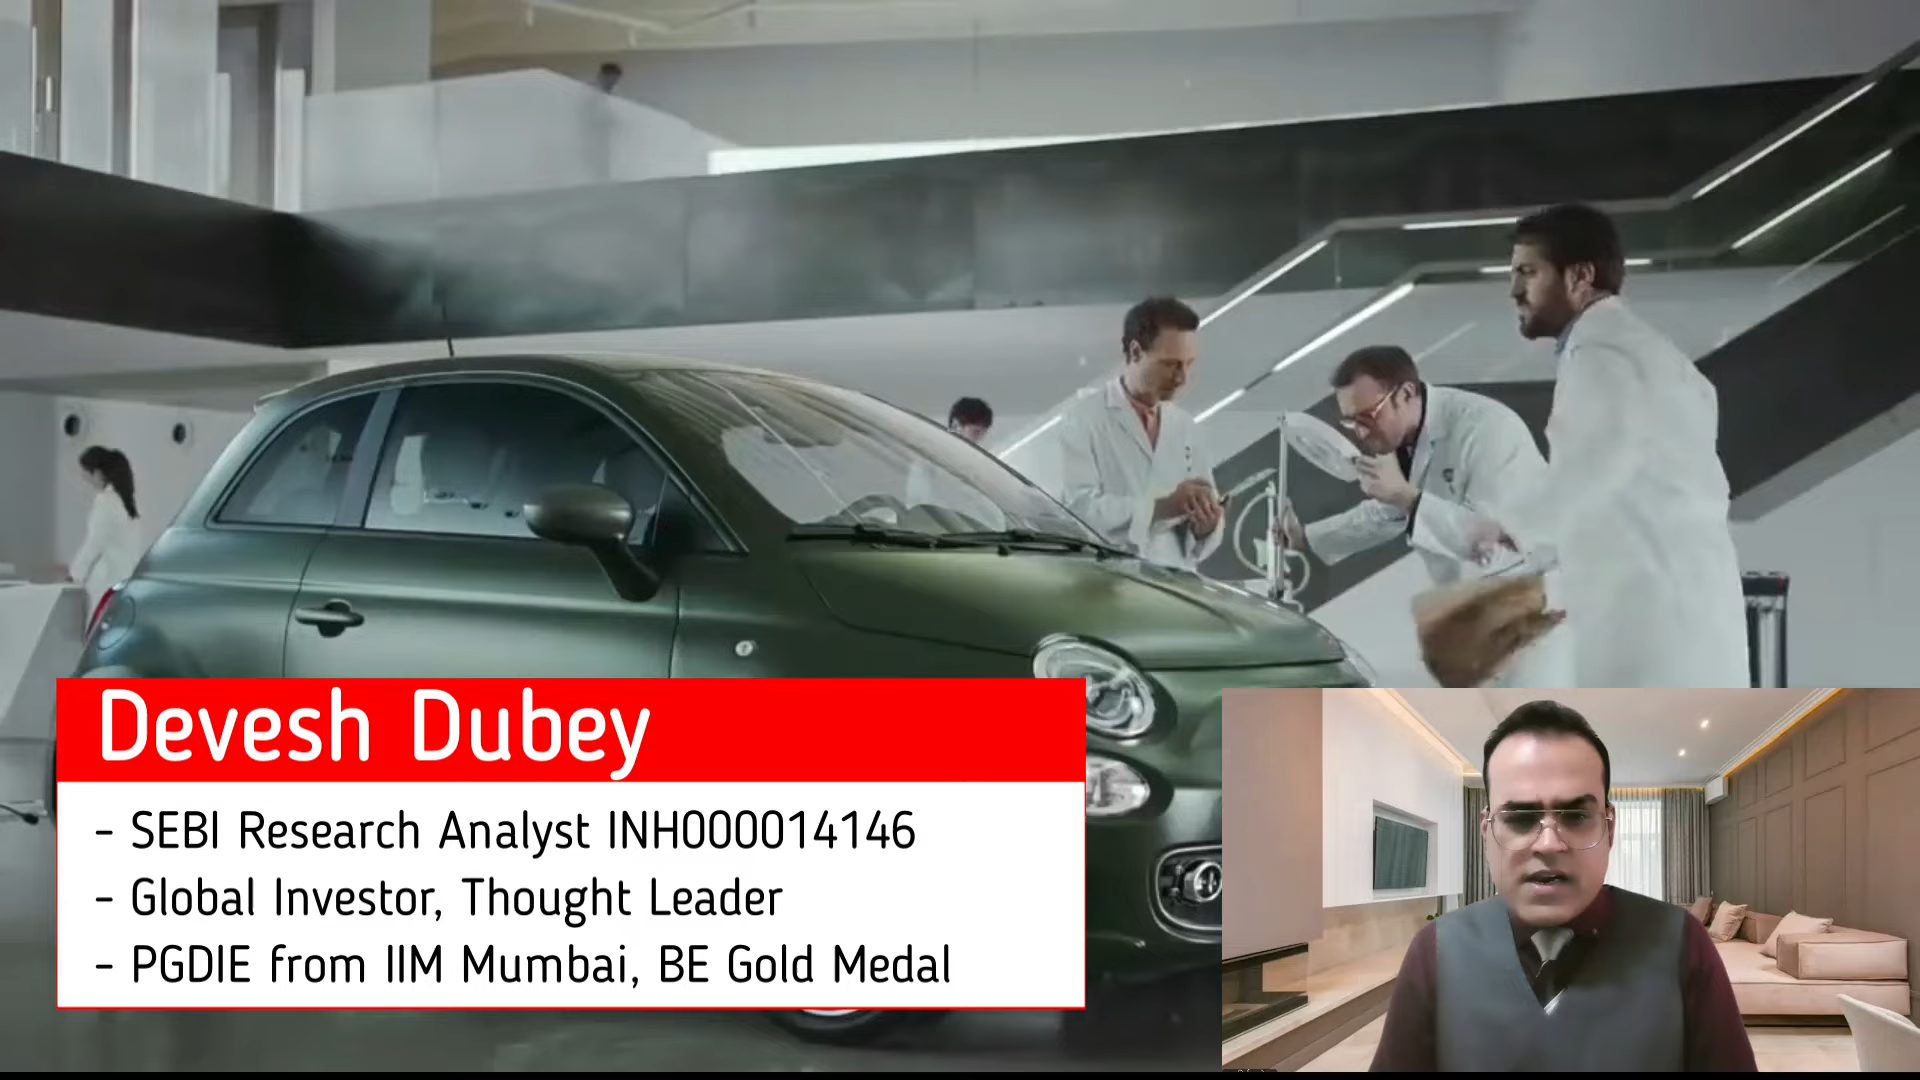 Devesh Dubey
- SEBI Research Analyst INH000014146
- Global Investor, Thought Leader
- PGDIE from IIM Mumbai, BE Gold Medal